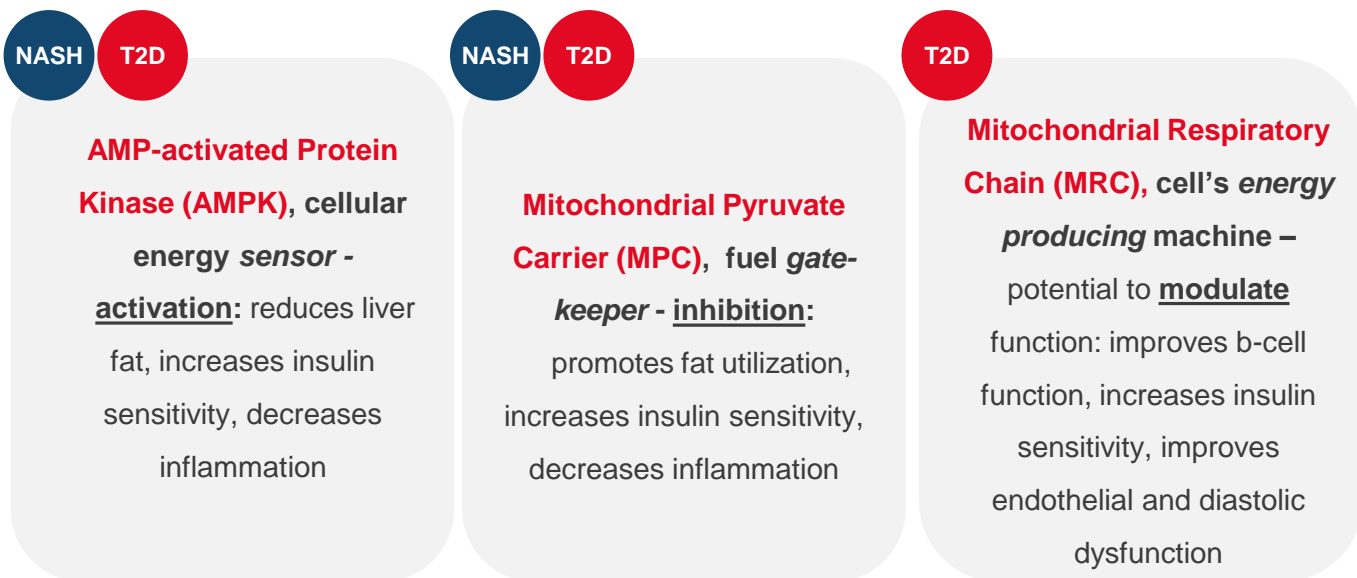 NASH T2D
AMP-activated Protein
Kinase (AMPK), cellular
energy sensor -
activation: reduces liver
fat, increases insulin
sensitivity, decreases
inflammation
NASH T2D
Mitochondrial Pyruvate
Carrier (MPC), fuel gate-
keeper - inhibition:
promotes fat utilization,
increases insulin sensitivity,
decreases inflammation
T2D
Mitochondrial Respiratory
Chain (MRC), cell’s energy
producing machine –
potential to modulate
function: improves b-cell
function, increases insulin
sensitivity, improves
endothelial and diastolic
dysfunction